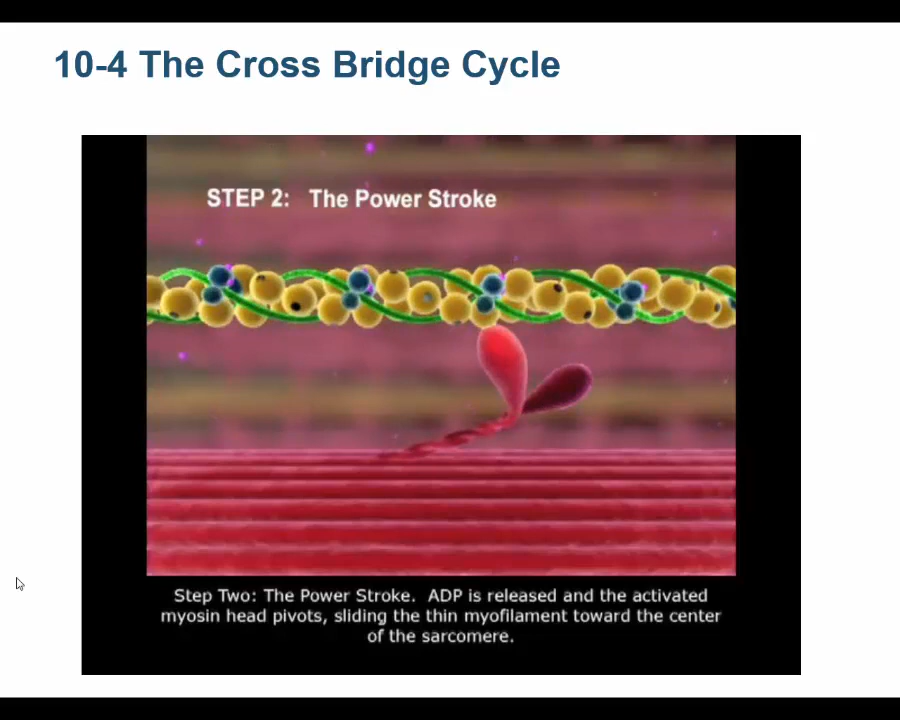 10-4 The Cross Bridge Cycle
STEP 2: The Power Stroke
Step Two: The Power Stroke. ADP is released and the activated
myosin head pivots, sliding the thin myofilament toward the center
of the sarcomere.